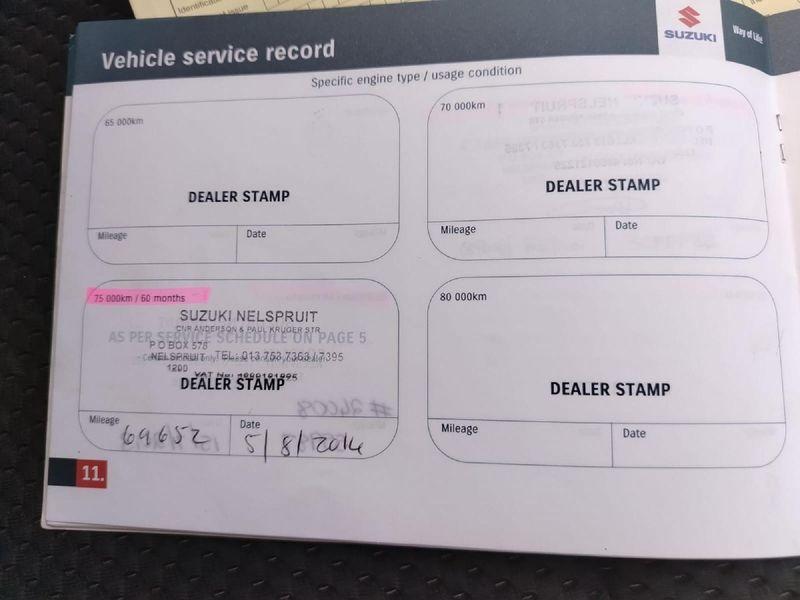 Vehicle service record
SUZUKI
Way of Life!
Specific engine type / usage condition
65 000km
DEALER STAMP
Mileage
Date
70 000km
DEALER STAMP
Mileage
Date
75 000km / 60 months
SUZUKI NELSPRUIT
CNR ANDERSON & PAUL KRUGER STR
AS PER SERVICE SCHEDULE ON PAGE 5
P O BOX 578
NELSPRUIT TEL: 013 753 7363 / 7395
1200
DEALER STAMP
Mileage
69652
Date
5/8/2014
80 000km
DEALER STAMP
Mileage
Date
11.